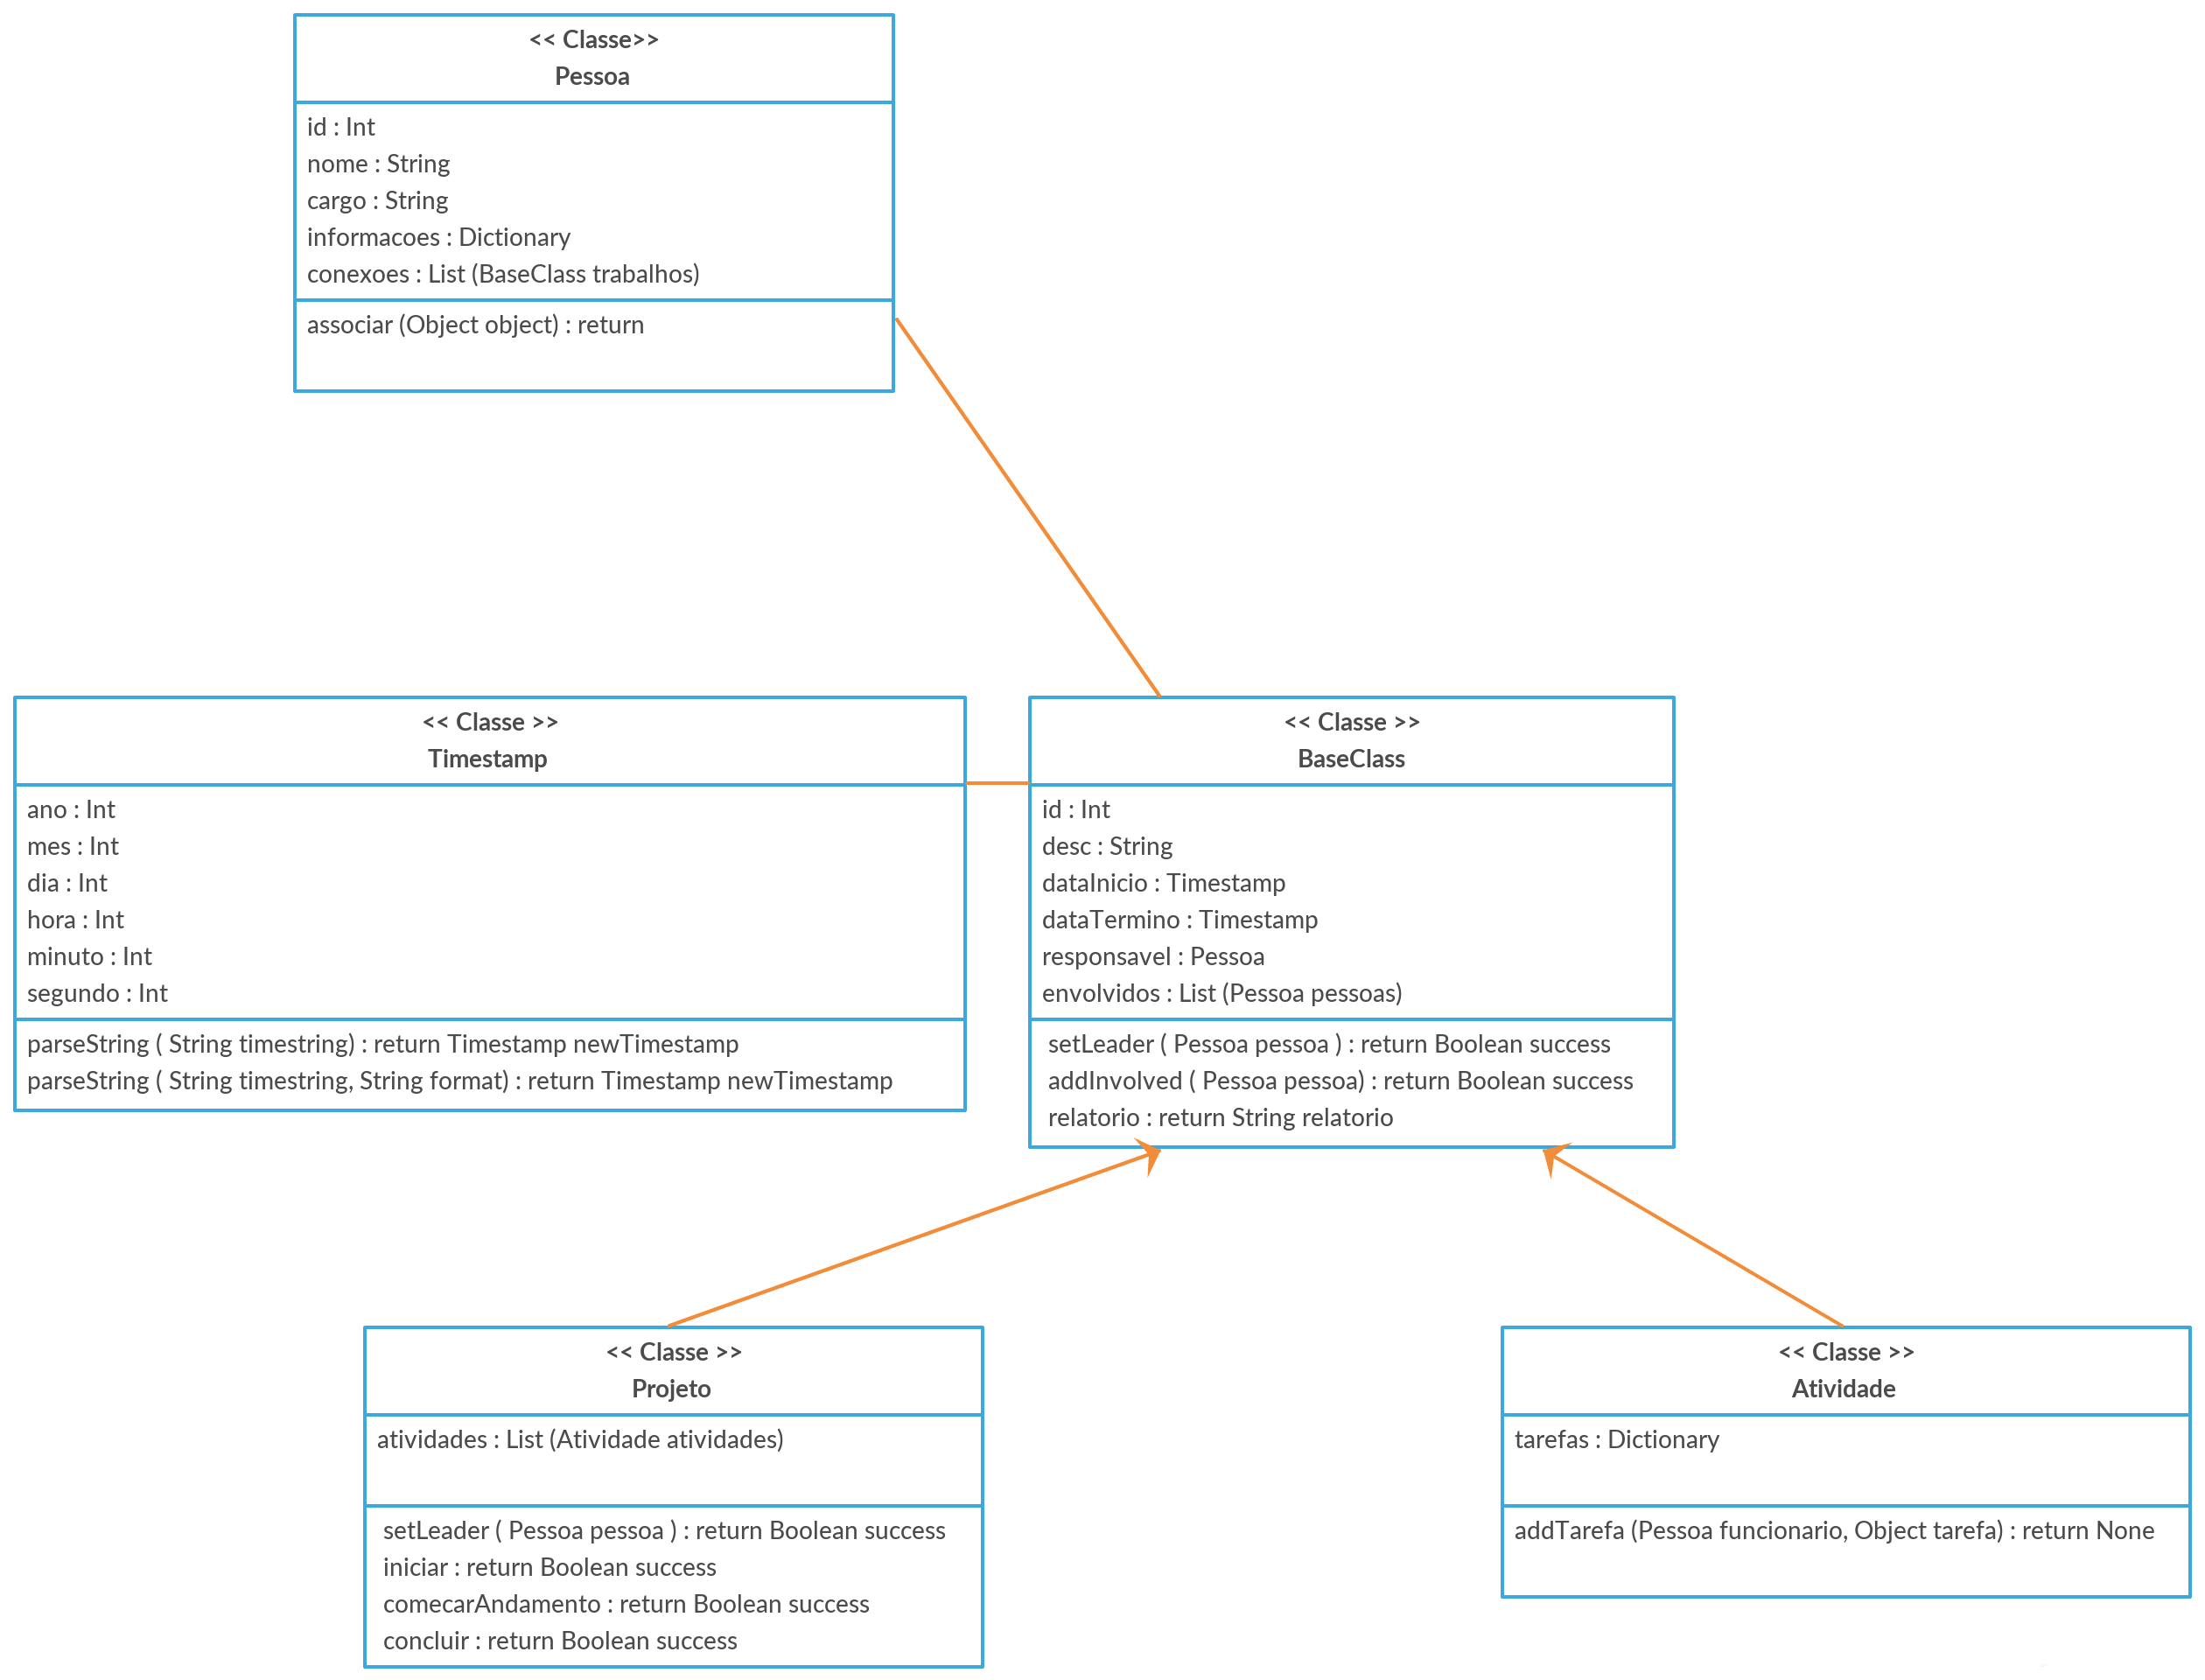 << Classe>>
Pessoa
id : Int
nome : String
cargo : String
informacoes : Dictionary
conexoes : List (BaseClass trabalhos)
associar (Object object) : return
<< Classe >>
Timestamp
ano : Int
mes : Int
dia : Int
hora : Int
minuto : Int
segundo : Int
parseString ( String timestring) : return Timestamp newTimestamp
parseString ( String timestring, String format) : return Timestamp newTimestamp
<< Classe >>
BaseClass
id : Int
desc : String
dataInicio : Timestamp
dataTermino : Timestamp
responsavel : Pessoa
envolvidos : List (Pessoa pessoas)
setLeader ( Pessoa pessoa ) : return Boolean success
addInvolved ( Pessoa pessoa) : return Boolean success
relatorio : return String relatorio
<< Classe >>
Projeto
atividades : List (Atividade atividades)
setLeader ( Pessoa pessoa ) : return Boolean success
iniciar : return Boolean success
comecarAndamento : return Boolean success
concluir : return Boolean success
<< Classe >>
Atividade
tarefas : Dictionary
addTarefa (Pessoa funcionario, Object tarefa) : return None